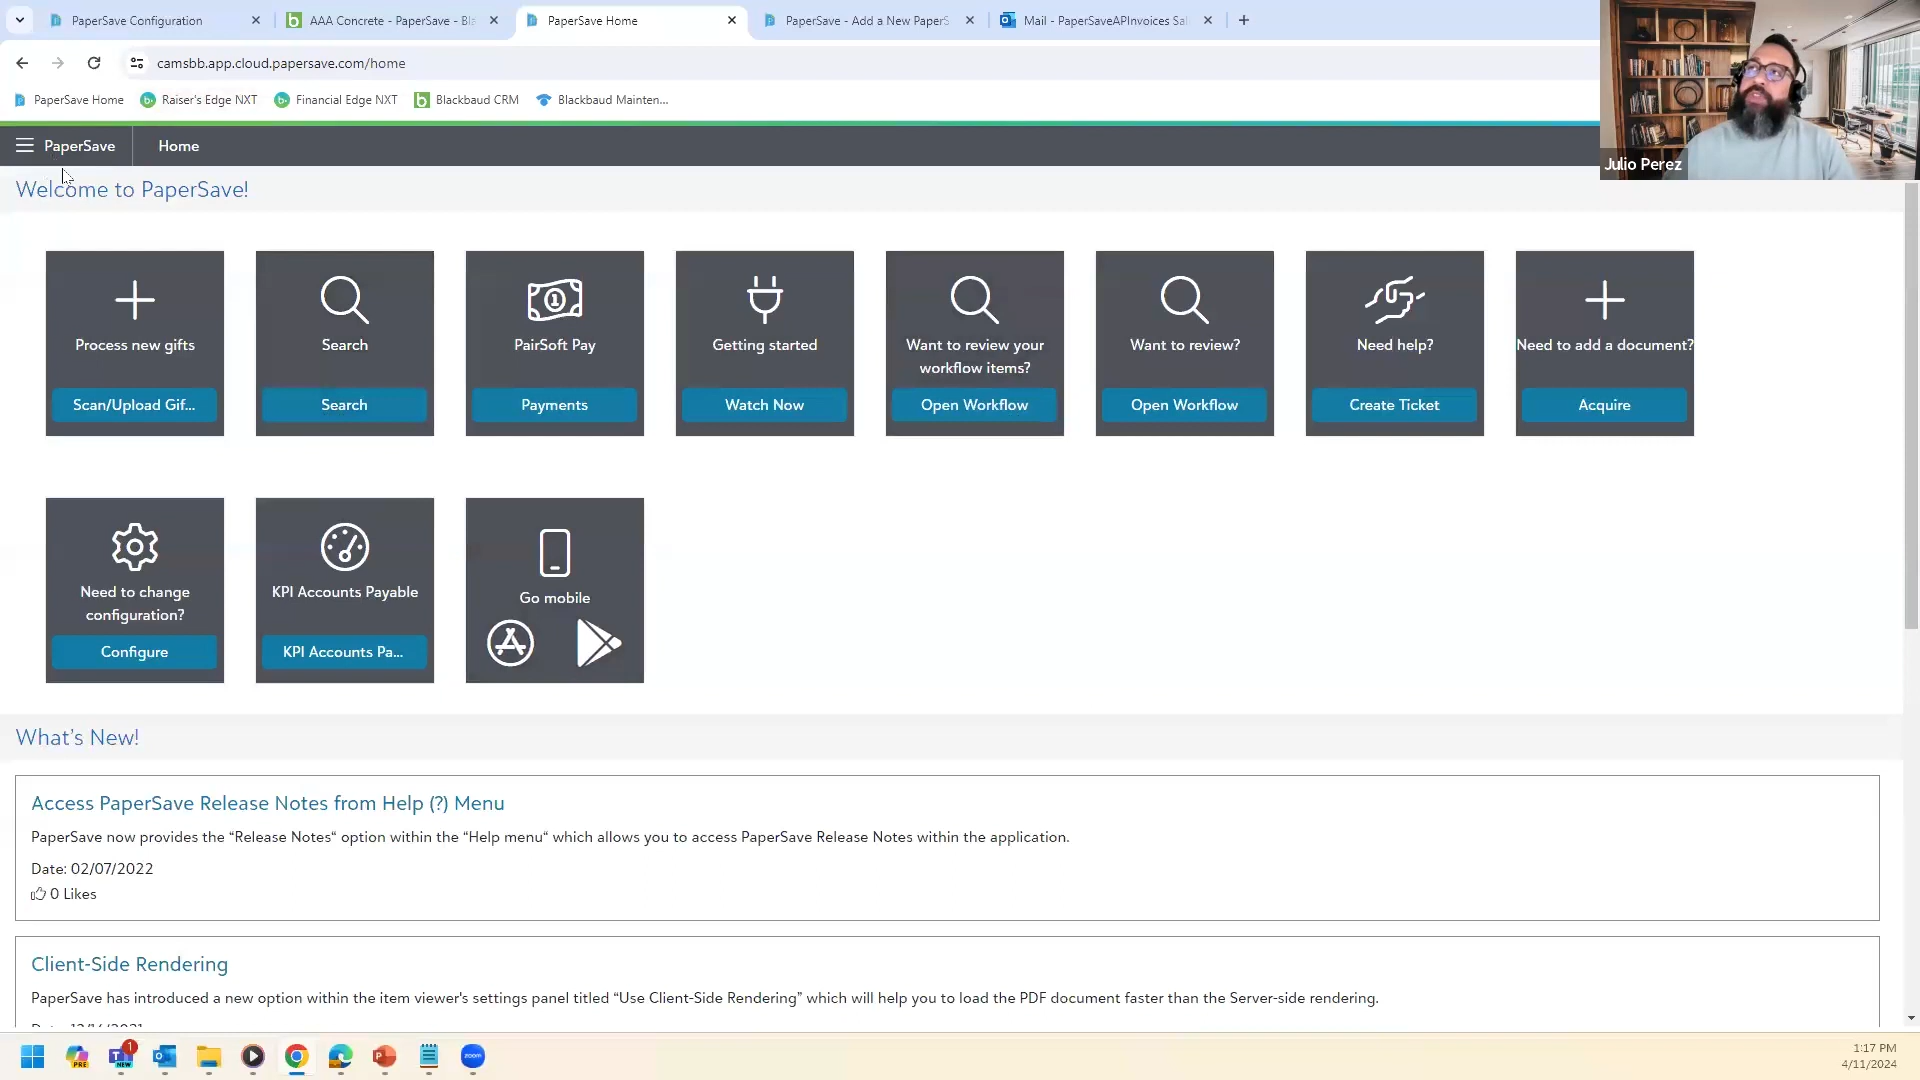 PaperSave Configuration
AAA Concrete - PaperSave - Bla
PaperSave Home
PaperSave - Add a New PaperS
Mail - PaperSaveAPInvoices Sal
camsbb.app.cloud.papersave.com/home
PaperSave Home
Raiser's Edge NXT
Financial Edge NXT
Blackbaud CRM
Blackbaud Mainten...
PaperSave
Home
Julio Perez
Welcome to PaperSave!
Process new gifts
Scan/Upload Gif...
Search
Search
PairSoft Pay
Payments
Getting started
Watch Now
Want to review your
workflow items?
Open Workflow
Want to review?
Open Workflow
Need help?
Create Ticket
Need to add a document?
Acquire
Need to change
configuration?
Configure
KPI Accounts Payable
KPI Accounts Pa...
Go mobile
What's New!
Access PaperSave Release Notes from Help (?) Menu
PaperSave now provides the “Release Notes“ option within the “Help menu“ which allows you to access PaperSave Release Notes within the application.
Date: 02/07/2022
0 Likes
Client-Side Rendering
PaperSave has introduced a new option within the item viewer's settings panel titled “Use Client-Side Rendering” which will help you to load the PDF document faster than the Server-side rendering.
1
PRE
NEW
zoom
1:17 PM
4/11/2024